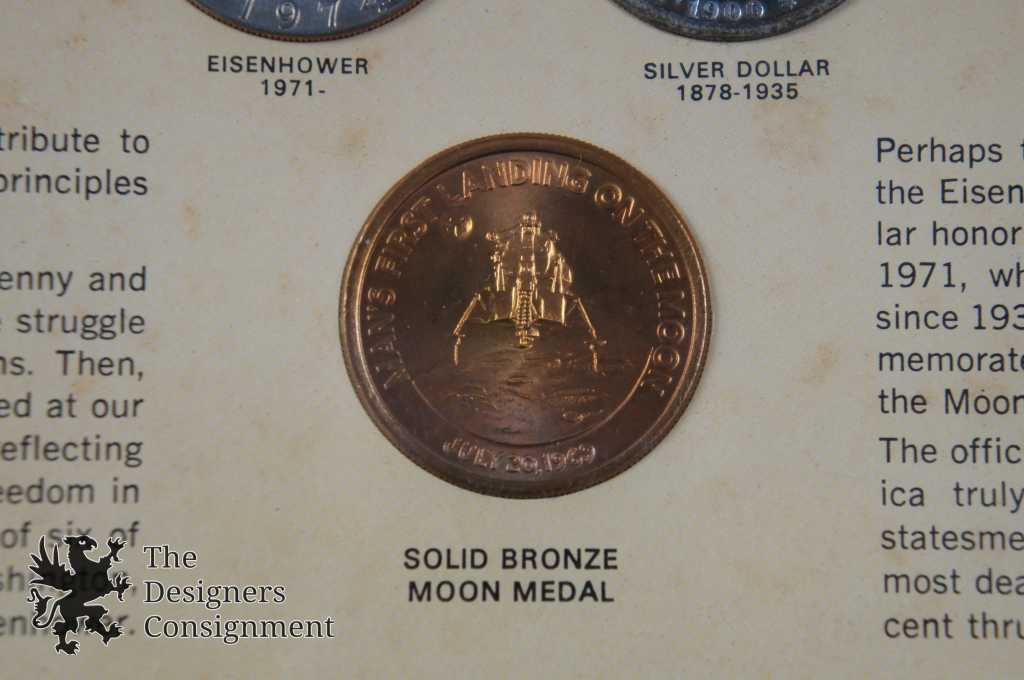 EISENHOWER
1971-
SILVER DOLLAR
1878-1935
tribute to
principles
enny and
struggle
ns. Then,
ed at our
eflecting
eedom in
of six of
MAN'S FIRST LANDING ON THE MOON
JULY 20, 1969
SOLID BRONZE
MOON MEDAL
Perhaps
the Eisen
lar honor
1971, wh
since 193
memorate
the Moon
The offic
ica truly
statesme
most dea
cent thru
The
Designers
Consignment